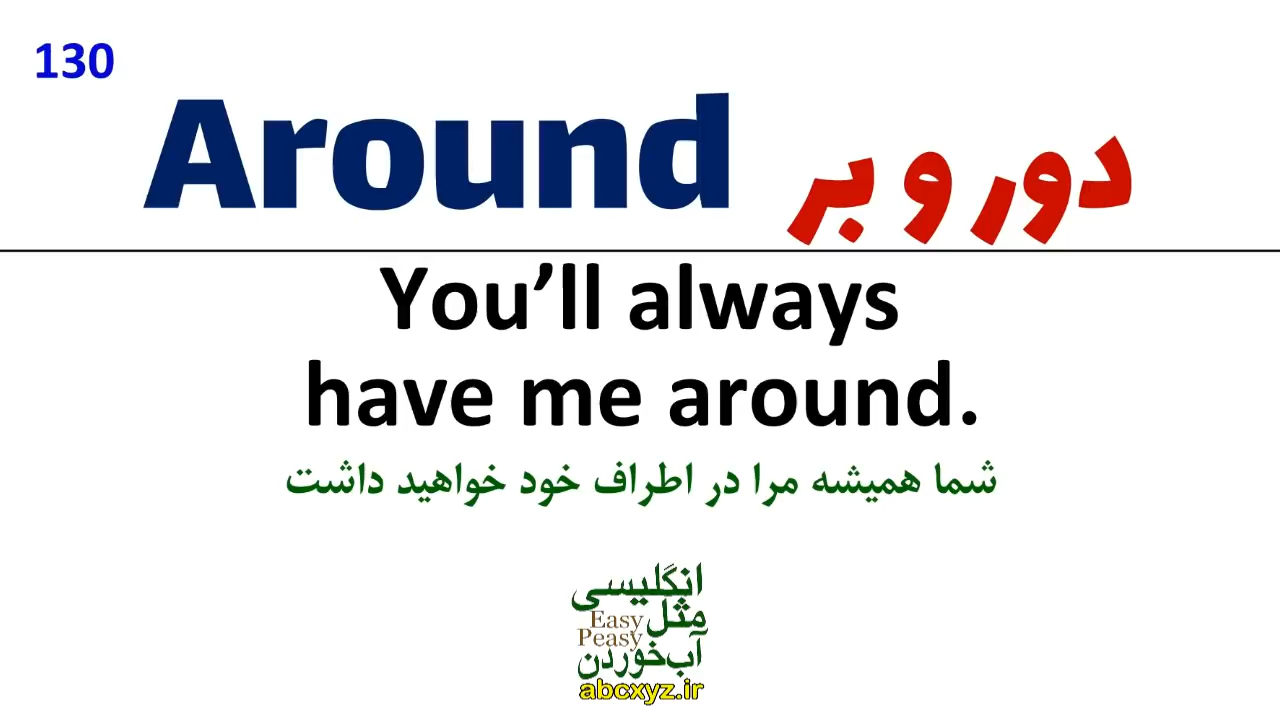 130
Around دور و بر
You’ll always
have me around.
شما همیشه مرا در اطراف خود خواهید داشت
انگلیسی
مثل Easy
Peasy
آب‌خوردن
abcxyz.ir